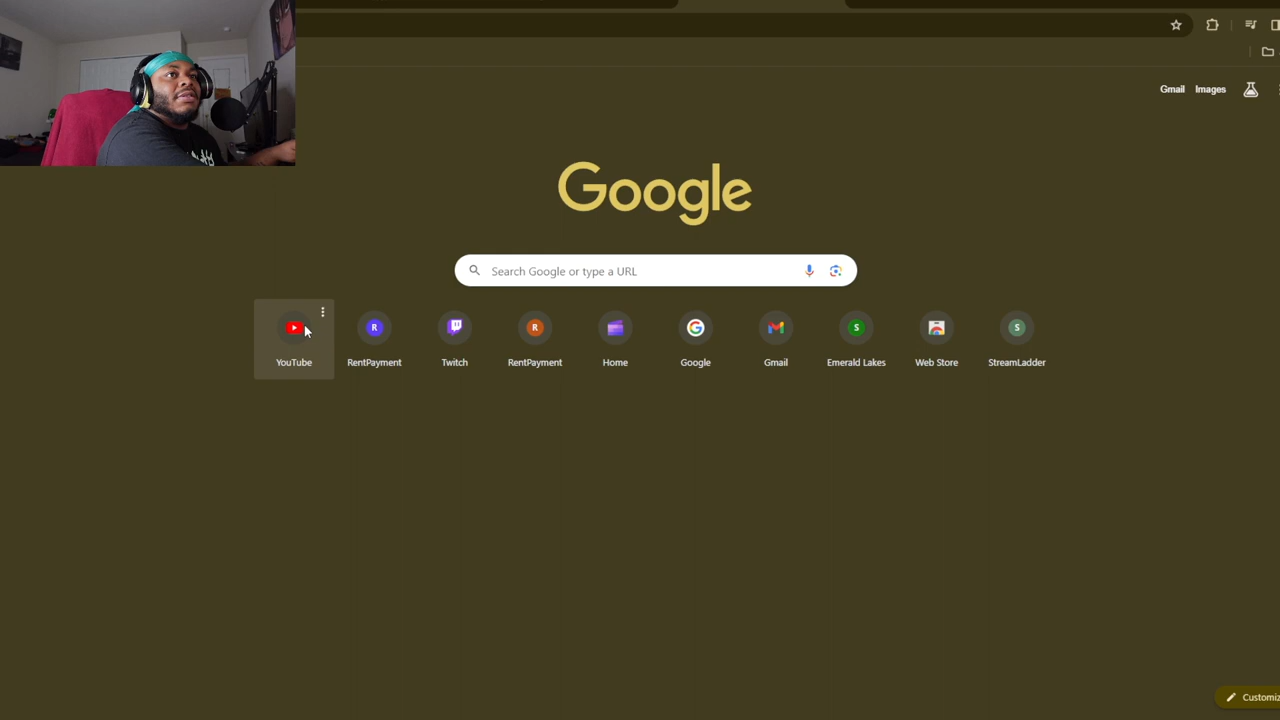 Gmail Images
Google
Search Google or type a URL
R R G S S
YouTube RentPayment Twitch RentPayment Home Google Gmail Emerald Lakes Web Store StreamLadder